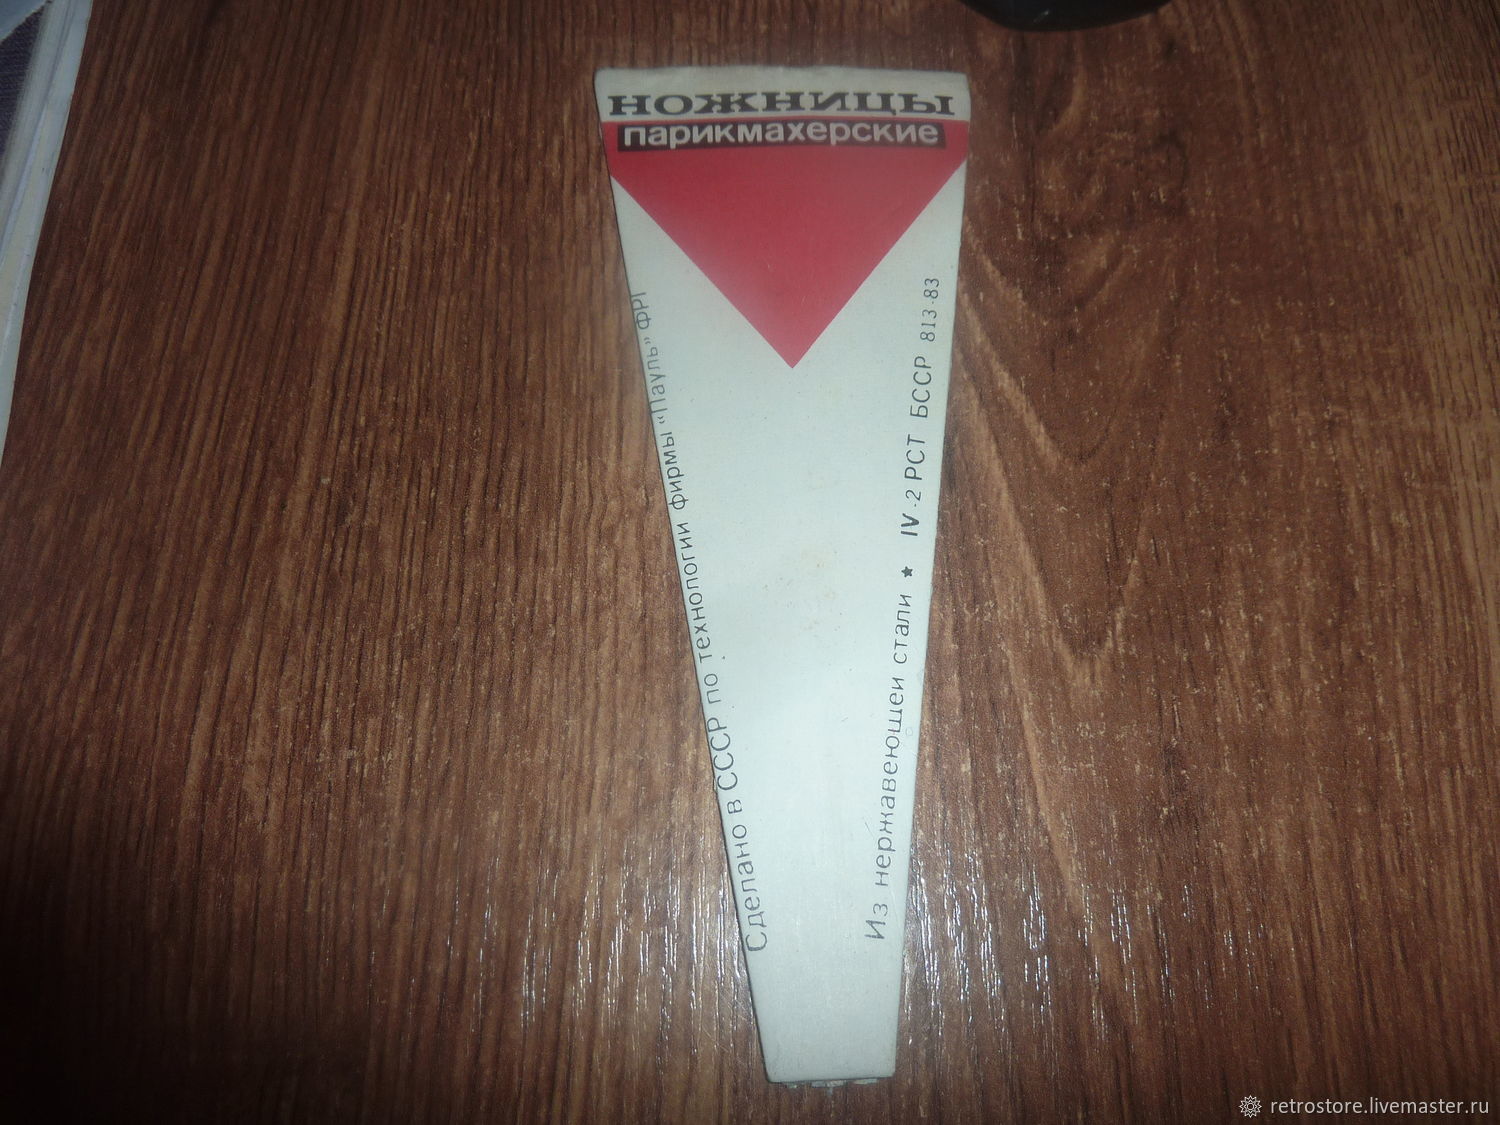 НОЖНИЦЫ
парикмахерские
Сделано в СССР по технологии фирмы "Пауль" ФРГ
Из нержавеющей стали ★ IV-2 РСТ БССР 813-83
retrostore.livemaster.ru